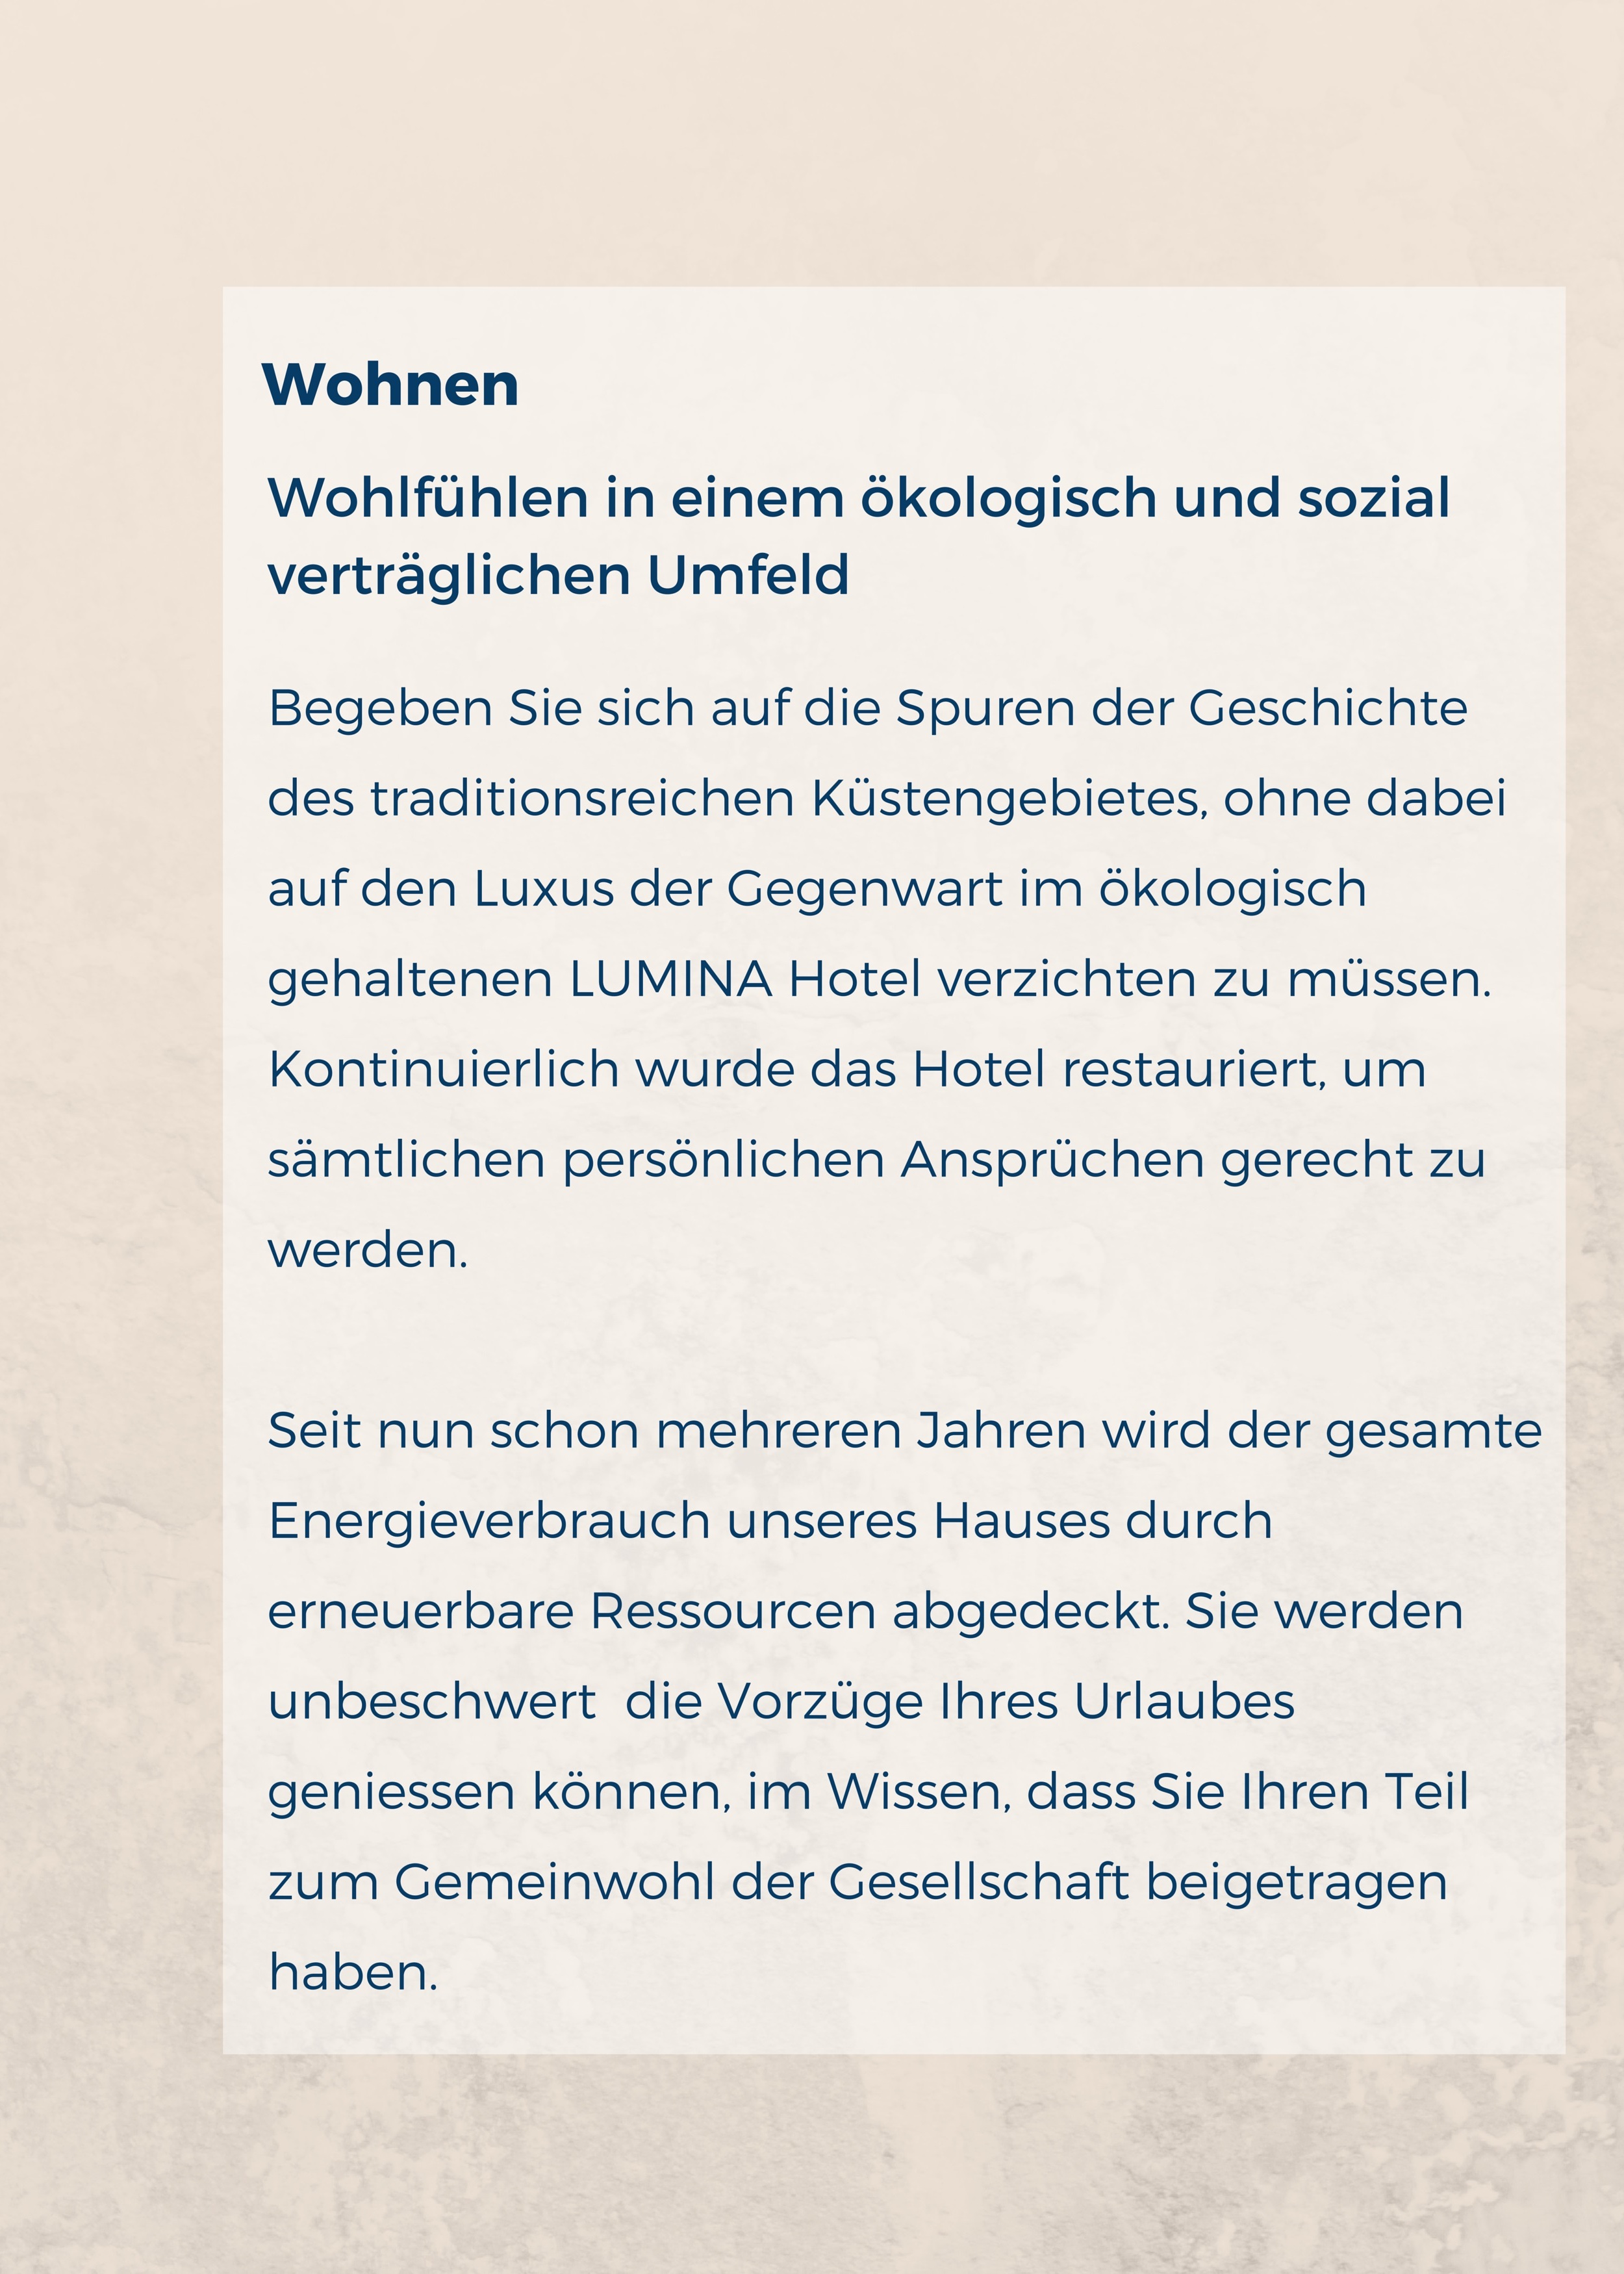 Wohnen
Wohlfühlen in einem ökologisch und sozial
verträglichen Umfeld
Begeben Sie sich auf die Spuren der Geschichte
des traditionsreichen Küstengebietes, ohne dabei
auf den Luxus der Gegenwart im ökologisch
gehaltenen LUMINA Hotel verzichten zu müssen.
Kontinuierlich wurde das Hotel restauriert, um
sämtlichen persönlichen Ansprüchen gerecht zu
werden.
Seit nun schon mehreren Jahren wird der gesamte
Energieverbrauch unseres Hauses durch
erneuerbare Ressourcen abgedeckt. Sie werden
unbeschwert  die Vorzüge Ihres Urlaubes
geniessen können, im Wissen, dass Sie Ihren Teil
zum Gemeinwohl der Gesellschaft beigetragen
haben.